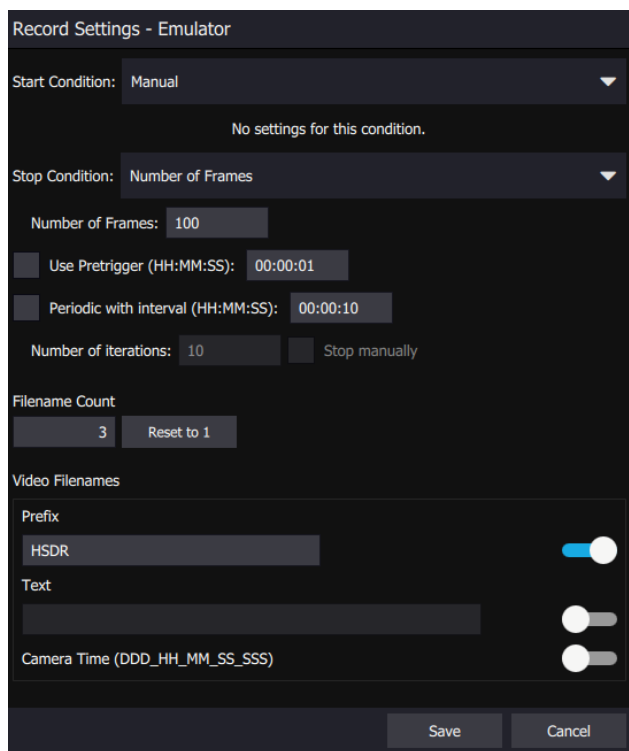 Record Settings - Emulator
Start Condition: Manual
No settings for this condition.
Stop Condition: Number of Frames
Number of Frames: 100
Use Pretrigger (HH:MM:SS): 00:00:01
Periodic with interval (HH:MM:SS): 00:00:10
Number of iterations: 10 Stop manually
Filename Count
3 Reset to 1
Video Filenames
Prefix
HSDR
Text
Camera Time (DDD_HH_MM_SS_SSS)
Save Cancel